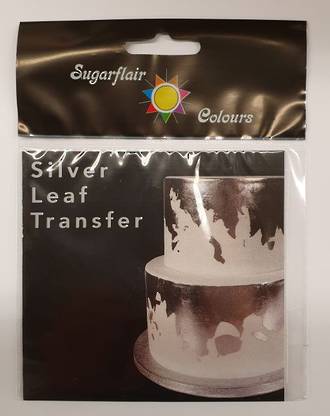 Sugarflair
Colours
Silver
Leaf
Transfer